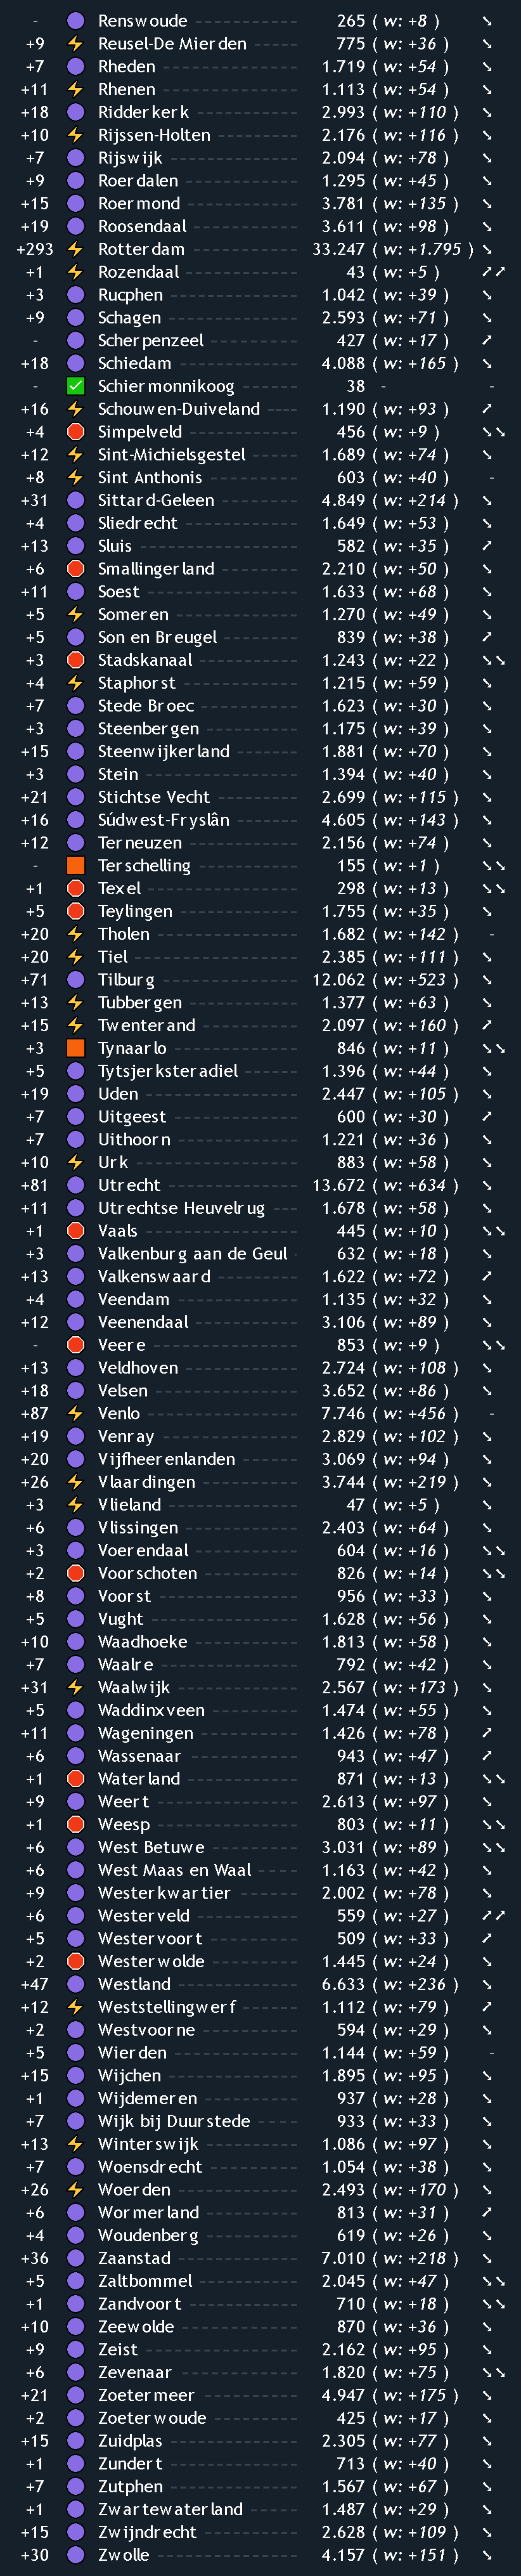 - Renswoude 265 ( w: +8 ) ↘
+9 ⚡ Reusel-De Mierden 775 ( w: +36 ) ↘
+7 Rheden 1.719 ( w: +54 ) ↘
+11 ⚡ Rhenen 1.113 ( w: +54 ) ↘
+18 Ridderkerk 2.993 ( w: +110 ) ↘
+10 ⚡ Rijssen-Holten 2.176 ( w: +116 ) ↘
+7 Rijswijk 2.094 ( w: +78 ) ↘
+9 Roerdalen 1.295 ( w: +45 ) ↘
+15 Roermond 3.781 ( w: +135 ) ↘
+19 Roosendaal 3.611 ( w: +98 ) ↘
+293 ⚡ Rotterdam 33.247 ( w: +1.795 ) ↘
+1 ⚡ Rozendaal 43 ( w: +5 ) ↗↗
+3 Rucphen 1.042 ( w: +39 ) ↘
+9 Schagen 2.593 ( w: +71 ) ↘
- Scherpenzeel 427 ( w: +17 ) ↗
+18 Schiedam 4.088 ( w: +165 ) ↘
- ✓ Schiermonnikoog 38 - -
+16 ⚡ Schouwen-Duiveland 1.190 ( w: +93 ) ↗
+4 Simpelveld 456 ( w: +9 ) ↘↘
+12 ⚡ Sint-Michielsgestel 1.689 ( w: +74 ) ↘
+8 ⚡ Sint Anthonis 603 ( w: +40 ) -
+31 Sittard-Geleen 4.849 ( w: +214 ) ↘
+4 Sliedrecht 1.649 ( w: +53 ) ↘
+13 Sluis 582 ( w: +35 ) ↗
+6 Smallingerland 2.210 ( w: +50 ) ↘
+11 Soest 1.633 ( w: +68 ) ↘
+5 ⚡ Someren 1.270 ( w: +49 ) ↘
+5 Son en Breugel 839 ( w: +38 ) ↗
+3 Stadskanaal 1.243 ( w: +22 ) ↘↘
+4 ⚡ Staphorst 1.215 ( w: +59 ) ↘
+7 Stede Broec 1.623 ( w: +30 ) ↘
+3 Steenbergen 1.175 ( w: +39 ) ↘
+15 Steenwijkerland 1.881 ( w: +70 ) ↘
+3 Stein 1.394 ( w: +40 ) ↘
+21 Stichtse Vecht 2.699 ( w: +115 ) ↘
+16 Súdwest-Fryslân 4.605 ( w: +143 ) ↘
+12 Terneuzen 2.156 ( w: +74 ) ↘
- Terschelling 155 ( w: +1 ) ↘↘
+1 Texel 298 ( w: +13 ) ↘↘
+5 Teylingen 1.755 ( w: +35 ) ↘
+20 ⚡ Tholen 1.682 ( w: +142 ) -
+20 ⚡ Tiel 2.385 ( w: +111 ) ↘
+71 Tilburg 12.062 ( w: +523 ) ↘
+13 ⚡ Tubbergen 1.377 ( w: +63 ) ↘
+15 ⚡ Twenterand 2.097 ( w: +160 ) ↗
+3 Tynaarlo 846 ( w: +11 ) ↘↘
+5 Tytsjerksteradiel 1.396 ( w: +44 ) ↘
+19 Uden 2.447 ( w: +105 ) ↘
+7 Uitgeest 600 ( w: +30 ) ↗
+7 Uithoorn 1.221 ( w: +36 ) ↘
+10 ⚡ Urk 883 ( w: +58 ) ↘
+81 Utrecht 13.672 ( w: +634 ) ↘
+11 Utrechtse Heuvelrug 1.678 ( w: +58 ) ↘
+1 Vaals 445 ( w: +10 ) ↘↘
+3 Valkenburg aan de Geul 632 ( w: +18 ) ↘
+13 Valkenswaard 1.622 ( w: +72 ) ↗
+4 Veendam 1.135 ( w: +32 ) ↘
+12 Veenendaal 3.106 ( w: +89 ) ↘
- Veere 853 ( w: +9 ) ↘↘
+13 Veldhoven 2.724 ( w: +108 ) ↘
+18 Velsen 3.652 ( w: +86 ) ↘
+87 ⚡ Venlo 7.746 ( w: +456 ) -
+19 Venray 2.829 ( w: +102 ) ↘
+20 Vijfheerenlanden 3.069 ( w: +94 ) ↘
+26 ⚡ Vlaardingen 3.744 ( w: +219 ) ↘
+3 ⚡ Vlieland 47 ( w: +5 ) ↘
+6 Vlissingen 2.403 ( w: +64 ) ↘
+3 Voerendaal 604 ( w: +16 ) ↘↘
+2 Voorschoten 826 ( w: +14 ) ↘↘
+8 Voorst 956 ( w: +33 ) ↘
+5 Vught 1.628 ( w: +56 ) ↘
+10 Waadhoeke 1.813 ( w: +58 ) ↘
+7 Waalre 792 ( w: +42 ) ↘
+31 ⚡ Waalwijk 2.567 ( w: +173 ) ↘
+5 Waddinxveen 1.474 ( w: +55 ) ↘
+11 Wageningen 1.426 ( w: +78 ) ↗
+6 Wassenaar 943 ( w: +47 ) ↗
+1 Waterland 871 ( w: +13 ) ↘↘
+9 Weert 2.613 ( w: +97 ) ↘
+1 Weesp 803 ( w: +11 ) ↘↘
+6 West Betuwe 3.031 ( w: +89 ) ↘↘
+6 West Maas en Waal 1.163 ( w: +42 ) ↘
+9 Westerkwartier 2.002 ( w: +78 ) ↘
+6 Westerveld 559 ( w: +27 ) ↗↗
+5 Westervoort 509 ( w: +33 ) ↗
+2 Westerwolde 1.445 ( w: +24 ) ↘
+47 Westland 6.633 ( w: +236 ) ↘
+12 ⚡ Weststellingwerf 1.112 ( w: +79 ) ↗
+2 Westvoorne 594 ( w: +29 ) ↘
+5 Wierden 1.144 ( w: +59 ) -
+15 Wijchen 1.895 ( w: +95 ) ↘
+1 Wijdemeren 937 ( w: +28 ) ↘
+7 Wijk bij Duurstede 933 ( w: +33 ) ↘
+13 ⚡ Winterswijk 1.086 ( w: +97 ) ↘
+7 Woensdrecht 1.054 ( w: +38 ) ↘
+26 ⚡ Woerden 2.493 ( w: +170 ) ↘
+6 Wormerland 813 ( w: +31 ) ↗
+4 Woudenberg 619 ( w: +26 ) ↘
+36 Zaanstad 7.010 ( w: +218 ) ↘
+5 Zaltbommel 2.045 ( w: +47 ) ↘↘
+1 Zandvoort 710 ( w: +18 ) ↘↘
+10 Zeewolde 870 ( w: +36 ) ↘
+9 Zeist 2.162 ( w: +95 ) ↘
+6 Zevenaar 1.820 ( w: +75 ) ↘↘
+21 Zoetermeer 4.947 ( w: +175 ) ↘
+2 Zoeterwoude 425 ( w: +17 ) ↘
+15 Zuidplas 2.305 ( w: +77 ) ↘
+1 Zundert 713 ( w: +40 ) ↘
+7 Zutphen 1.567 ( w: +67 ) ↘
+1 Zwartewaterland 1.487 ( w: +29 ) ↘
+15 Zwijndrecht 2.628 ( w: +109 ) ↘
+30 Zwolle 4.157 ( w: +151 ) ↘